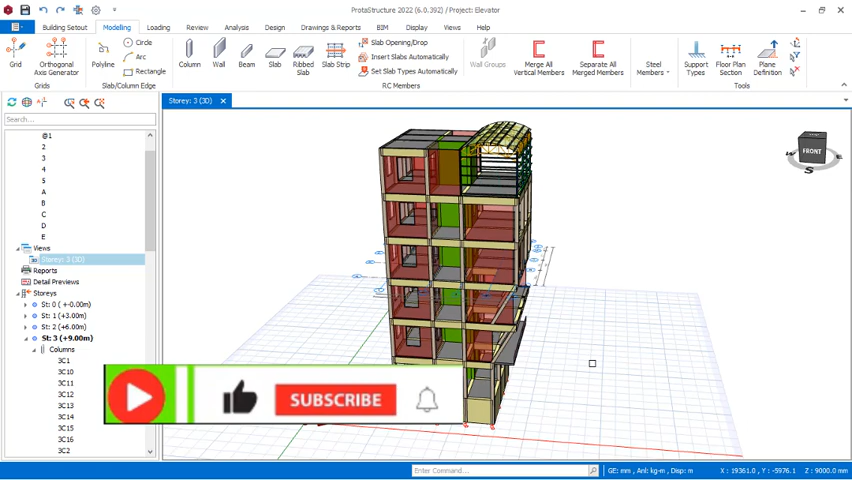 ProtaStructure 2022 (6.0.392) / Project: Elevator
Building Setout Modeling Loading Review Analysis Design Drawings & Reports BIM Display Views Help
Grid
Orthogonal
Axis Generator
Grids
Polyline
Circle
Arc
Rectangle
Slab/Column Edge
Column
Wall
Beam
Slab
Ribbed
Slab
Slab Strip
Slab Opening/Drop
Insert Slabs Automatically
Set Slab Types Automatically
R.C Members
Wall
Groups
Merge All
Vertical Members
Separate All
Merged Members
Steel
Members
Support
Types
Floor Plan
Section
Plane
Definition
Tools
Storey: 3 (3D)
Search...
@1
2
3
4
5
A
B
C
D
E
Views
Storey: 3 (3D)
Reports
Detail Previews
Storeys
St: 0 ( +-0.00m)
St: 1 (+3.00m)
St: 2 (+6.00m)
St: 3 (+9.00m)
Columns
3C1
3C10
3C11
3C12
3C13
3C14
3C15
3C16
3C2
W
FRONT
E
S
SUBSCRIBE
Enter Command...
GE: mm , Anl: kg-m , Disp: m
X : 19361.0, Y : -5976.1, Z: 9000.0 mm